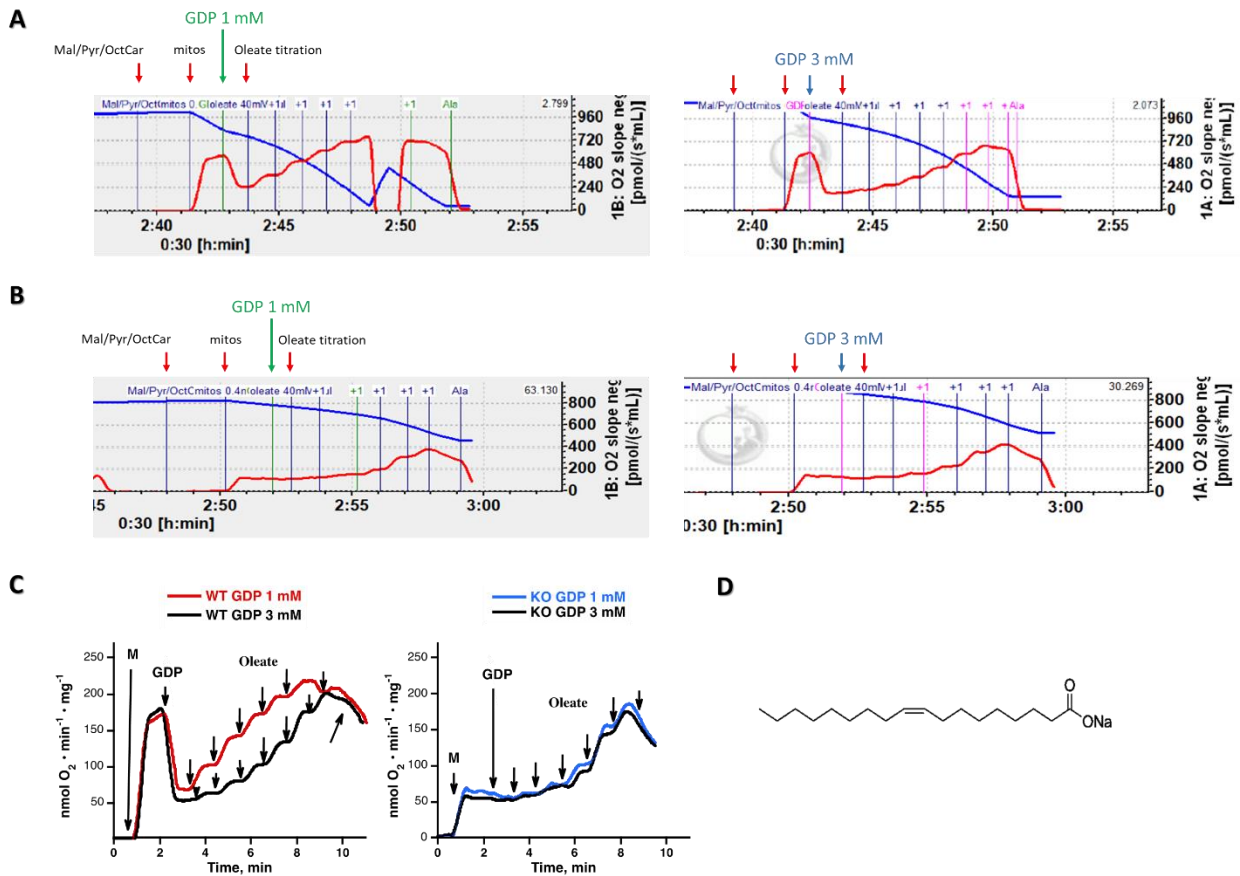 A
GDP 1 mM
Mal/Pyr/OctCar mitos Oleate titration
GDP 3 mM
Mal/Pyr/Oct(mitos 0. GI oleate 40mM+1ul +1 +1 +1 +1 Ala 2.799
Mal/Pyr/Oct(mitos GDF oleate 40mM+1ul +1 +1 +1 +1 + + Ala 2.073
960
720
480
240
0
1B: O2 slope neg
[pmol/(s*mL)]
2:40 2:45 2:50 2:55
0:30 [h:min]
960
720
480
240
0
1A: O2 slope neg
[pmol/(s*mL)]
2:40 2:45 2:50 2:55
0:30 [h:min]
B
GDP 1 mM
Mal/Pyr/OctCar mitos Oleate titration
GDP 3 mM
Mal/Pyr/OctCmitos 0.4 oleate 40mM+1ul +1 +1 +1 +1 Ala 63.130
Mal/Pyr/OctCmitos 0.4 oleate 40mM+1ul +1 +1 +1 +1 Ala 30.269
800
600
400
200
0
1B: O2 slope neg
[pmol/(s*mL)]
45 2:50 2:55 3:00
0:30 [h:min]
800
600
400
200
0
1A: O2 slope neg
[pmol/(s*mL)]
2:50 2:55 3:00
0:30 [h:min]
C
WT GDP 1 mM
WT GDP 3 mM
nmol O₂ · min⁻¹ · mg⁻¹
250
200
150
100
50
M
GDP
Oleate
0 2 4 6 8 10
Time, min
KO GDP 1 mM
KO GDP 3 mM
nmol O₂ · min⁻¹ · mg⁻¹
250
200
150
100
50
0
M
GDP
Oleate
0 2 4 6 8 10
Time, min
D
O
ONa